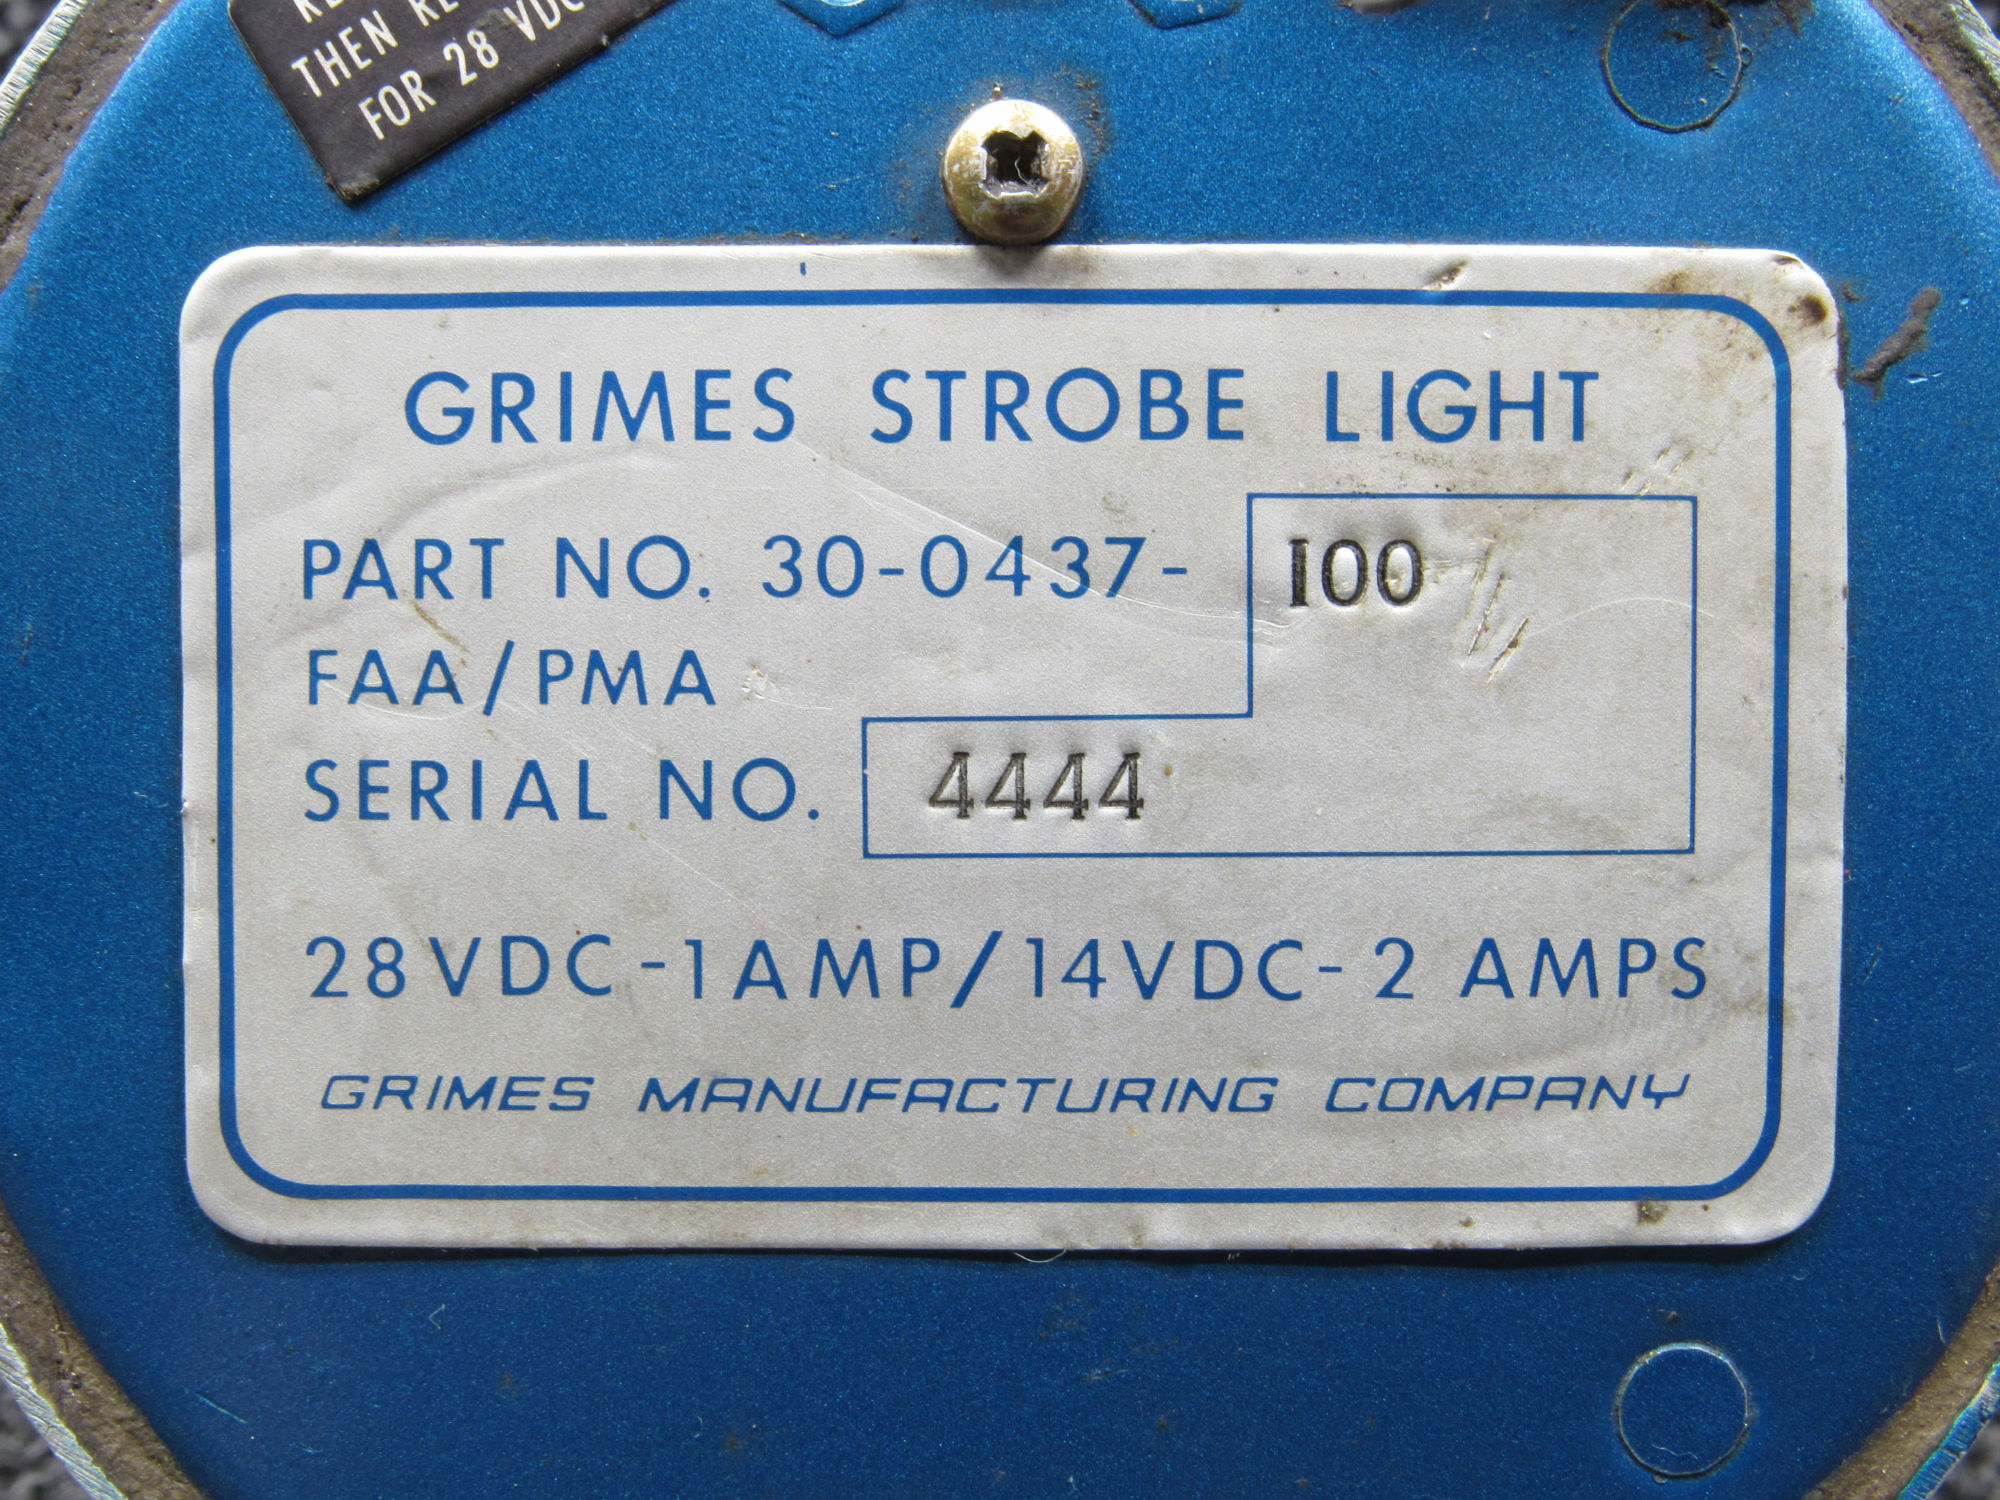 THEN
FOR 28 VDC
GRIMES STROBE LIGHT
PART NO. 30-0437- 100
FAA/PMA
SERIAL NO. 4444
28VDC-1AMP/14VDC-2 AMPS
GRIMES MANUFACTURING COMPANY